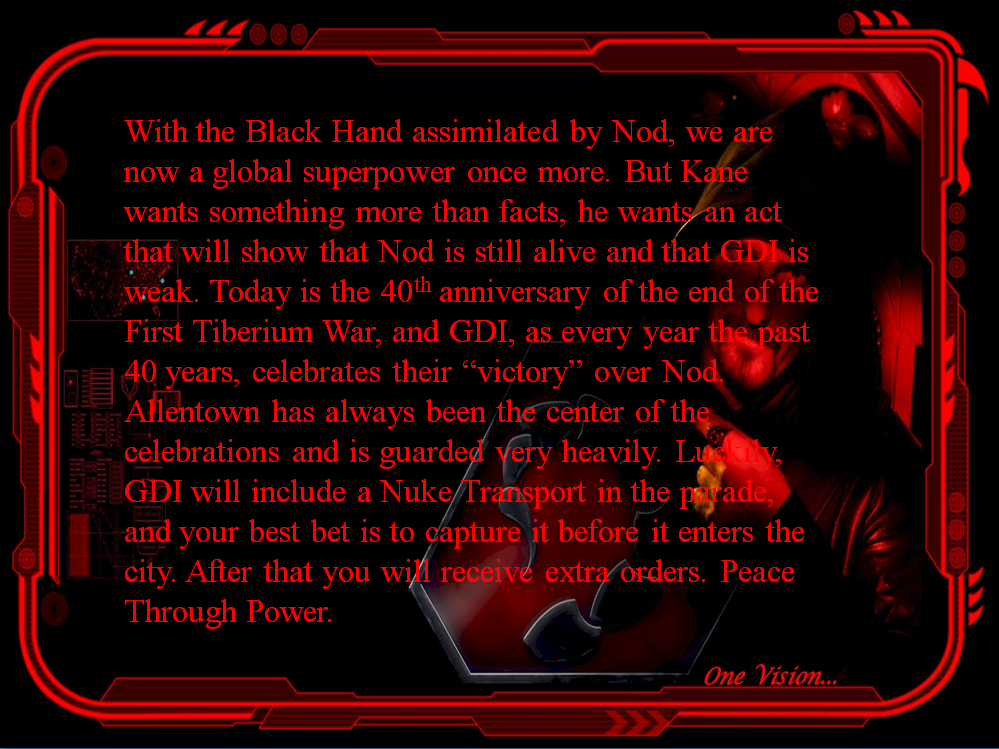 With the Black Hand assimilated by Nod, we are
now a global superpower once more. But Kane
wants something more than facts, he wants an act
that will show that Nod is still alive and that GDI is
weak. Today is the 40th anniversary of the end of the
First Tiberium War, and GDI, as every year the past
40 years, celebrates their “victory” over Nod.
Allentown has always been the center of the
celebrations and is guarded very heavily. Luckily,
GDI will include a Nuke Transport in the parade,
and your best bet is to capture it before it enters the
city. After that you will receive extra orders. Peace
Through Power.
One Vision...